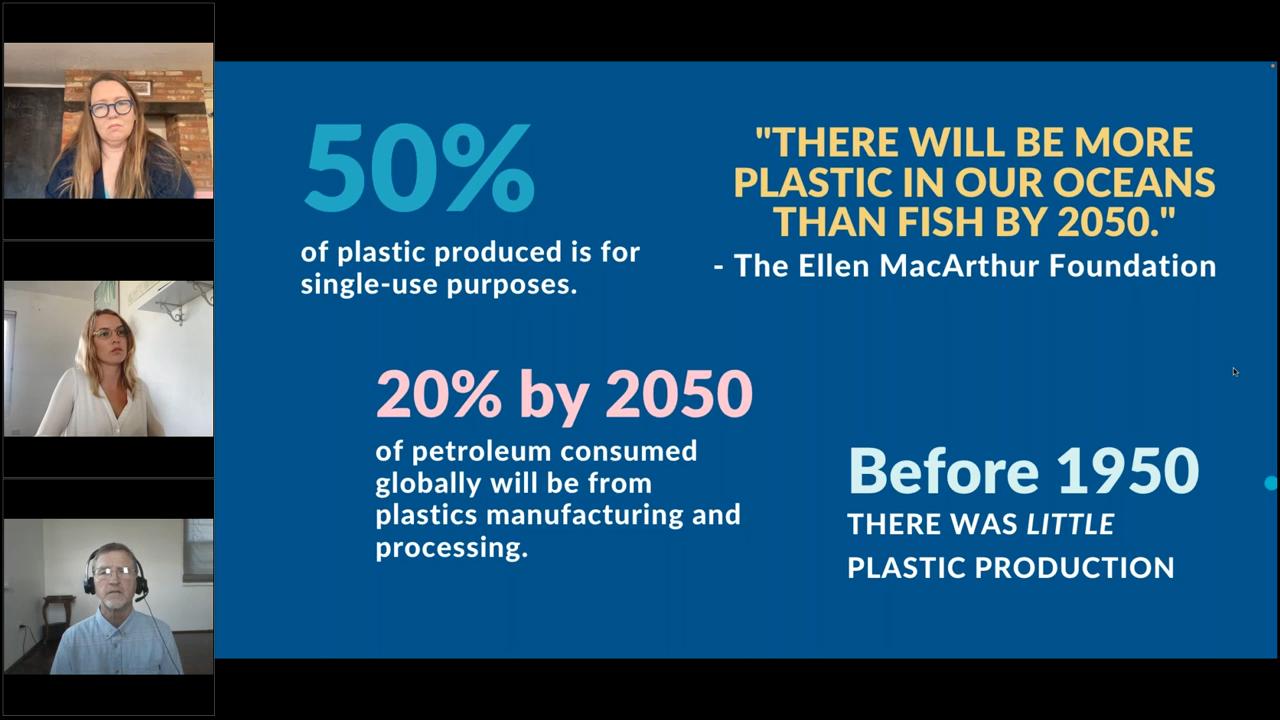 50%
of plastic produced is for
single-use purposes.
"THERE WILL BE MORE
PLASTIC IN OUR OCEANS
THAN FISH BY 2050."
- The Ellen MacArthur Foundation
20% by 2050
of petroleum consumed
globally will be from
plastics manufacturing and
processing.
Before 1950
THERE WAS LITTLE
PLASTIC PRODUCTION